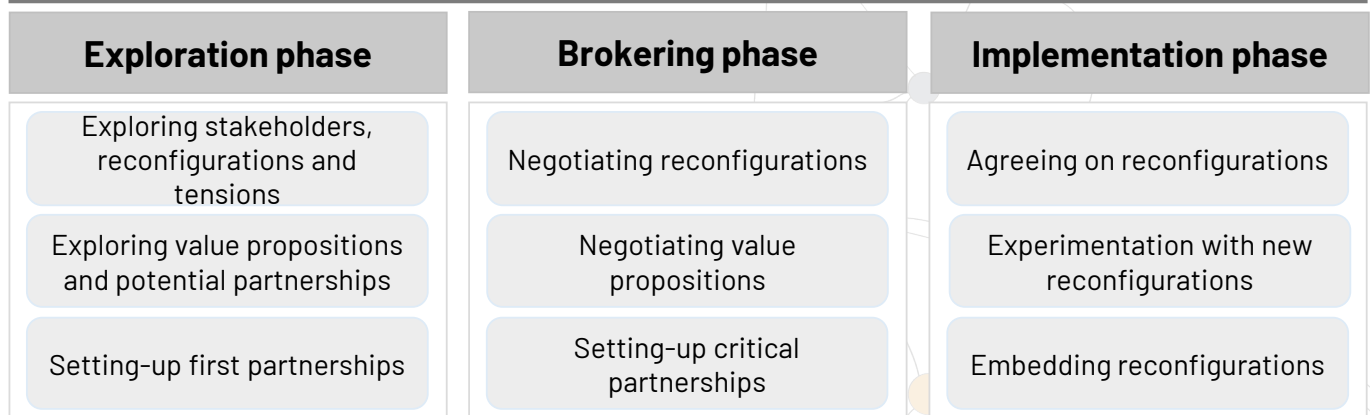 Exploration phase
Exploring stakeholders,
reconfigurations and
tensions
Exploring value propositions
and potential partnerships
Setting-up first partnerships
Brokering phase
Negotiating reconfigurations
Negotiating value
propositions
Setting-up critical
partnerships
Implementation phase
Agreeing on reconfigurations
Experimentation with new
reconfigurations
Embedding reconfigurations